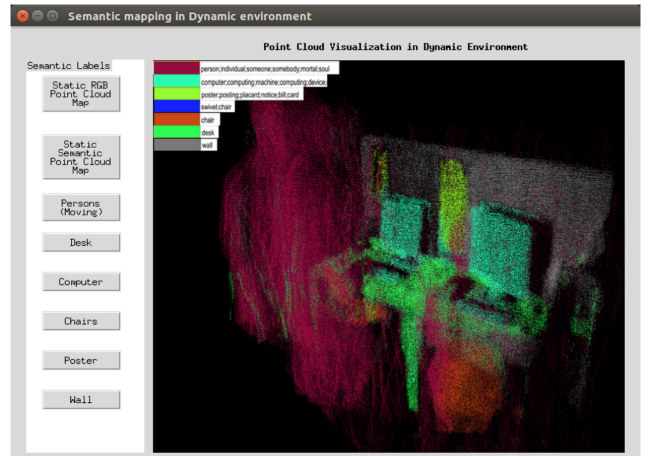 Semantic mapping in Dynamic environment
Point Cloud Visualization in Dynamic Environment
Semantic Labels
Static RGB
Point Cloud
Map
Static
Semantic
Point Cloud
Map
Persons
(Moving)
Desk
Computer
Chairs
Poster
Wall
person;individual;someone;somebody;mortal;soul
computer;computing;machine;computing;device;
poster;posting;placard;notice;bill;card
swivel;chair
chair
desk
wall